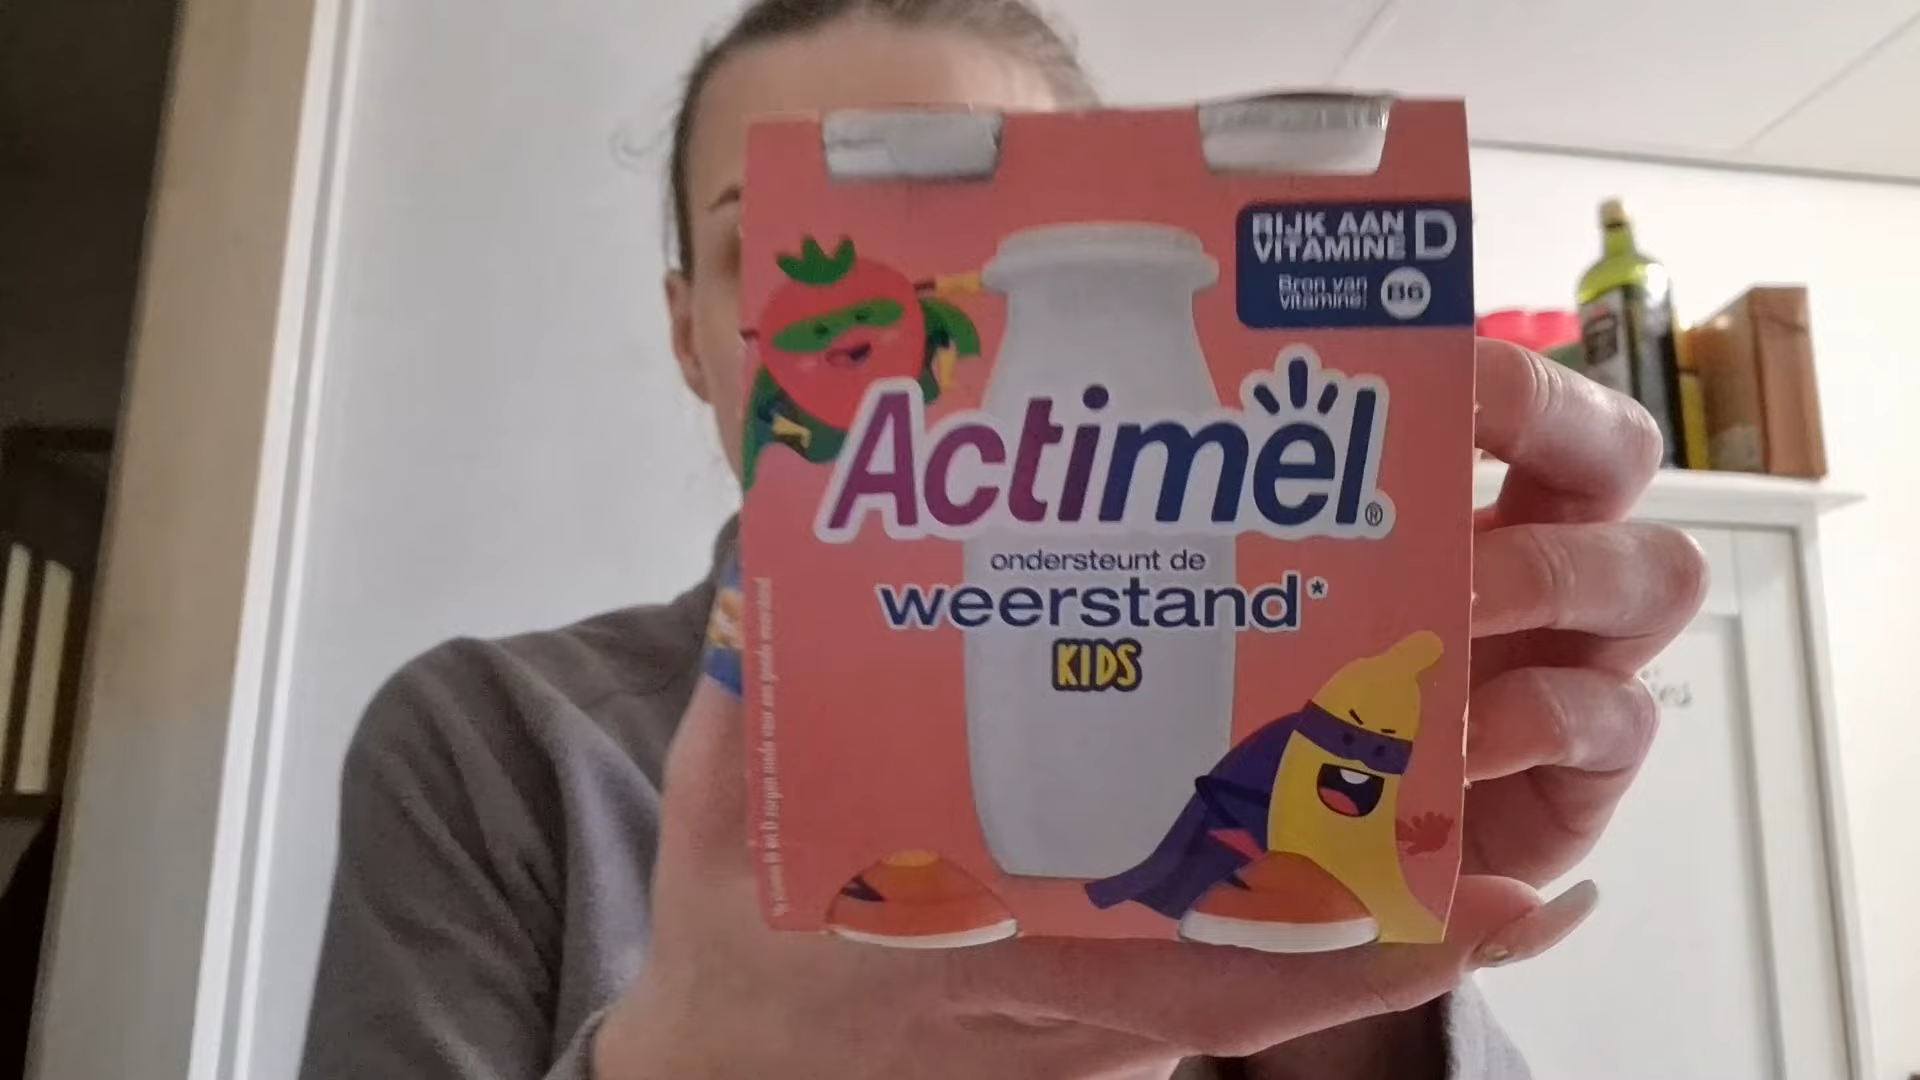 RIJK AAN
VITAMINE D
Bron van
vitamine:
B6
Actimel®
ondersteunt de
weerstand*
KIDS